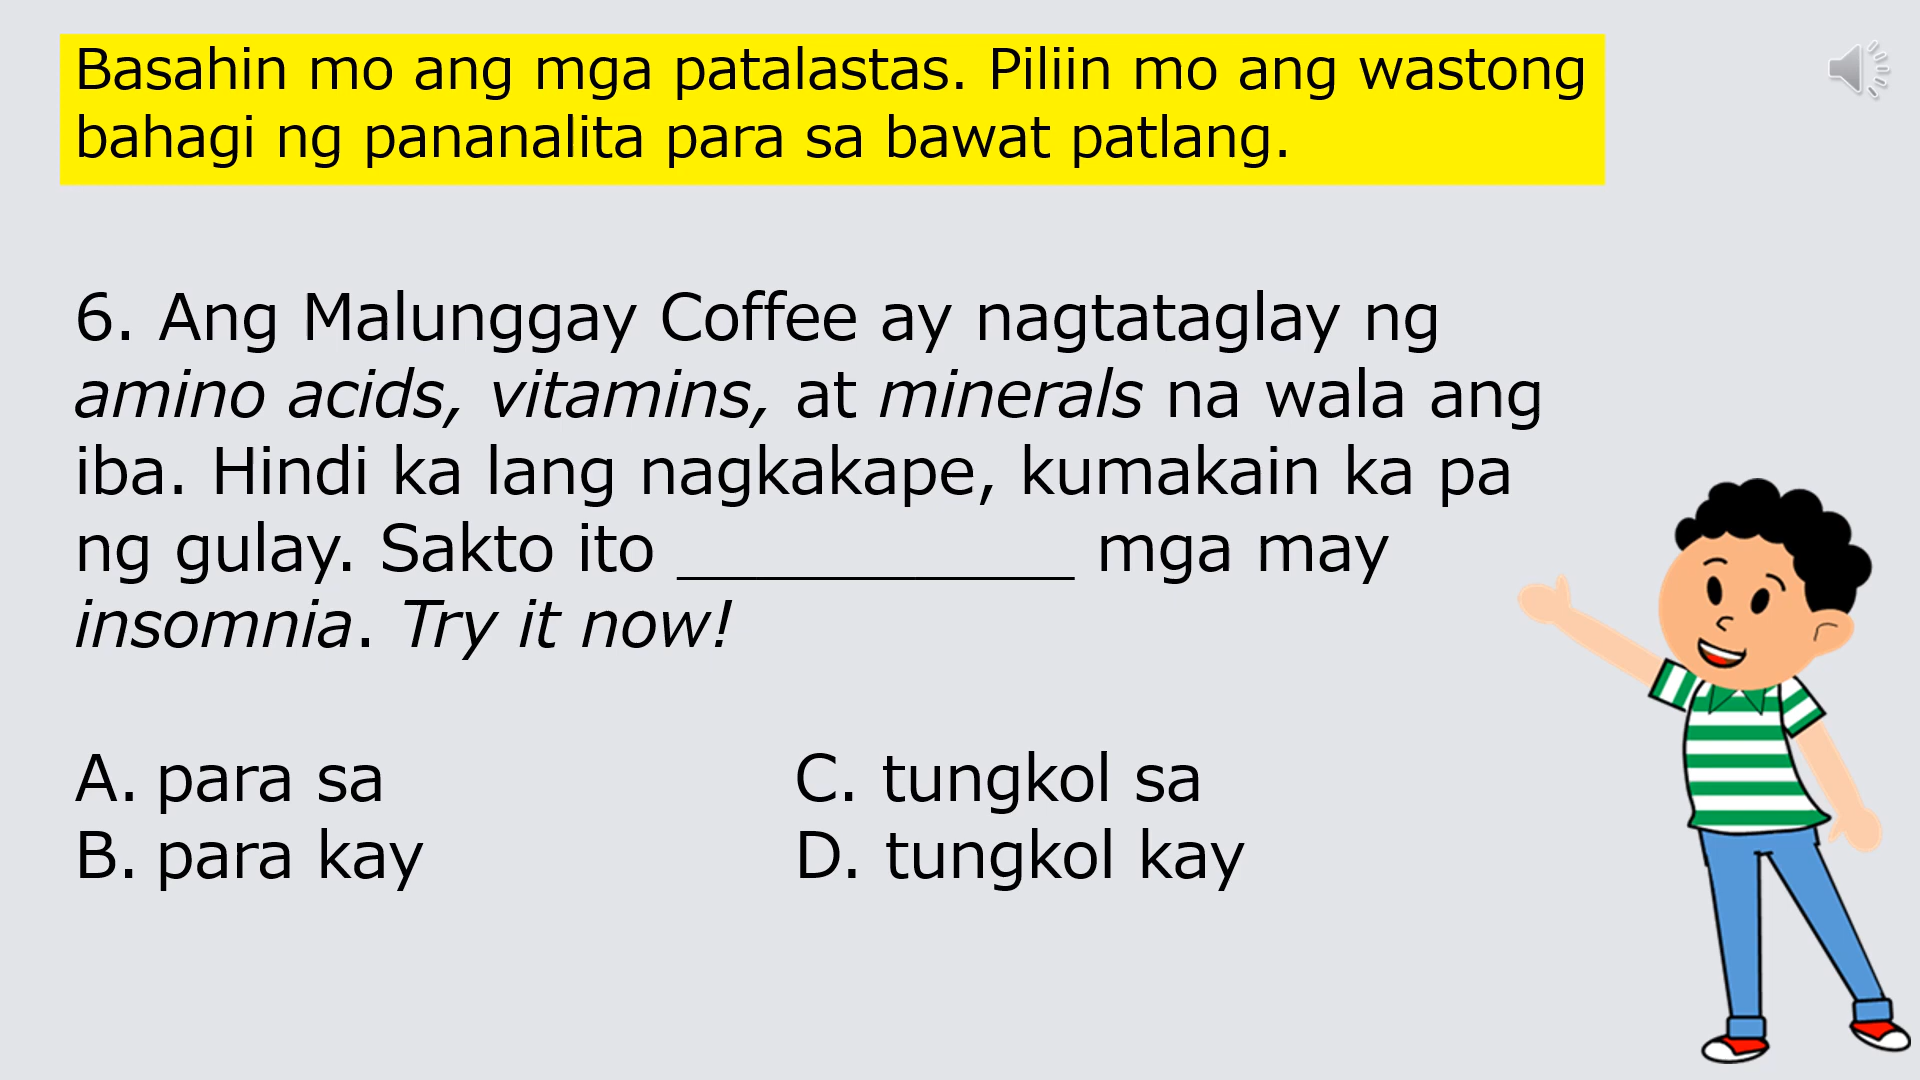 Basahin mo ang mga patalastas. Piliin mo ang wastong
bahagi ng pananalita para sa bawat patlang.
6. Ang Malunggay Coffee ay nagtataglay ng
amino acids, vitamins, at minerals na wala ang
iba. Hindi ka lang nagkakape, kumakain ka pa
ng gulay. Sakto ito ____________ mga may
insomnia. Try it now!
A. para sa C. tungkol sa
B. para kay D. tungkol kay